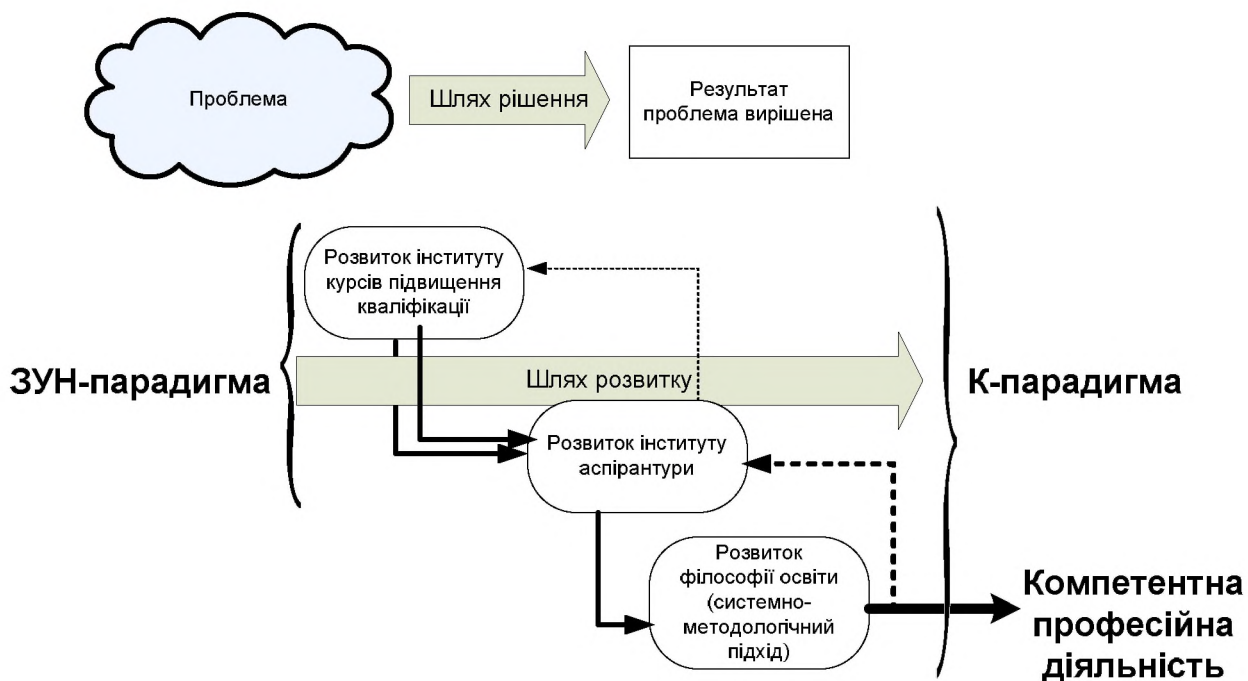 Проблема
Шлях рішення
Результат
проблема вирішена
Розвиток інституту
курсів підвищення
кваліфікації
ЗУН-парадигма
Шлях розвитку
К-парадигма
Розвиток інституту
аспірантури
Розвиток
філософії освіти
(системно-
методологічний
підхід)
Компетентна
професійна
діяльність